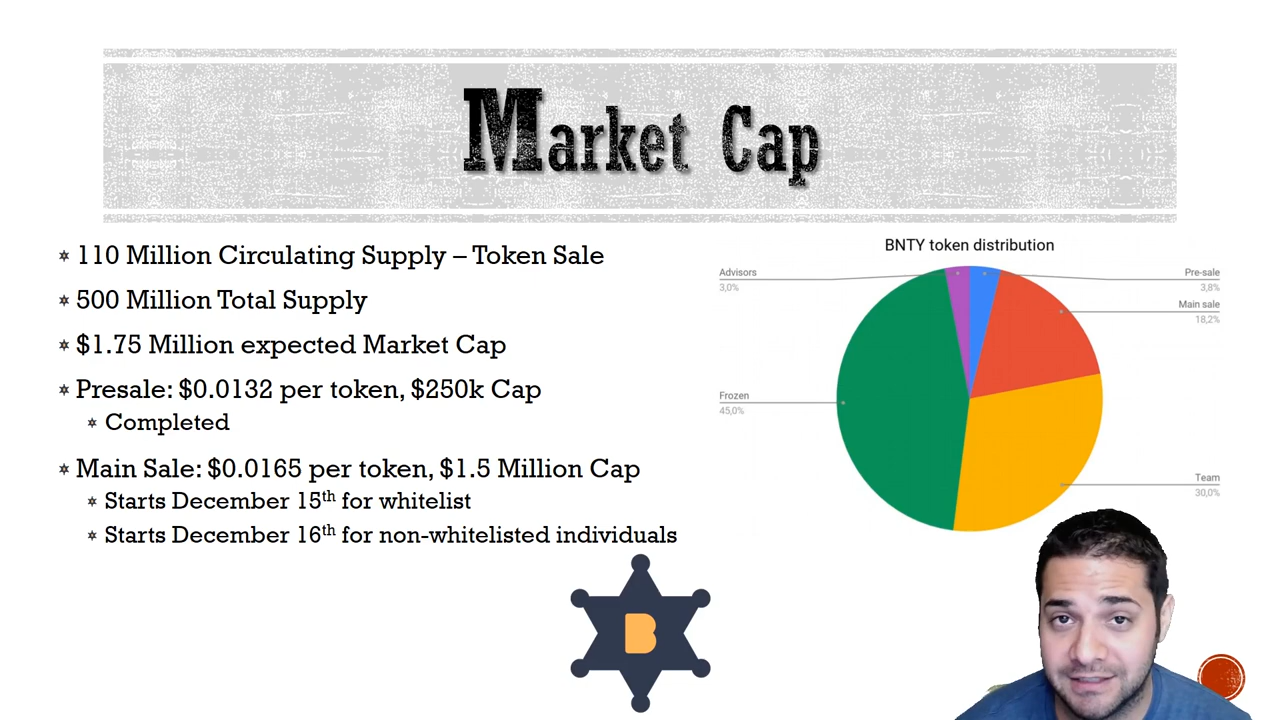 Market Cap
110 Million Circulating Supply – Token Sale
500 Million Total Supply
$1.75 Million expected Market Cap
Presale: $0.0132 per token, $250k Cap
Completed
Main Sale: $0.0165 per token, $1.5 Million Cap
Starts December 15th for whitelist
Starts December 16th for non-whitelisted individuals
BNTY token distribution
Advisors
3,0%
Pre-sale
3,8%
Main sale
18,2%
Frozen
45,0%
Team
30,0%
B